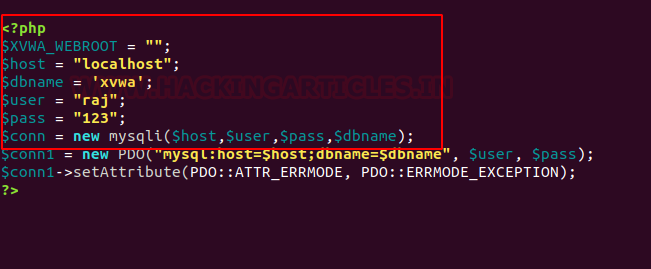 <?php
$XVWA_WEBROOT = "";
$host = "localhost";
$dbname = 'xvwa';
WWW.HACKINGARTICLES.IN
$user = "raj";
$pass = "123";
$conn = new mysqli($host,$user,$pass,$dbname);
$conn1 = new PDO("mysql:host=$host;dbname=$dbname", $user, $pass);
$conn1->setAttribute(PDO::ATTR_ERRMODE, PDO::ERRMODE_EXCEPTION);
?>